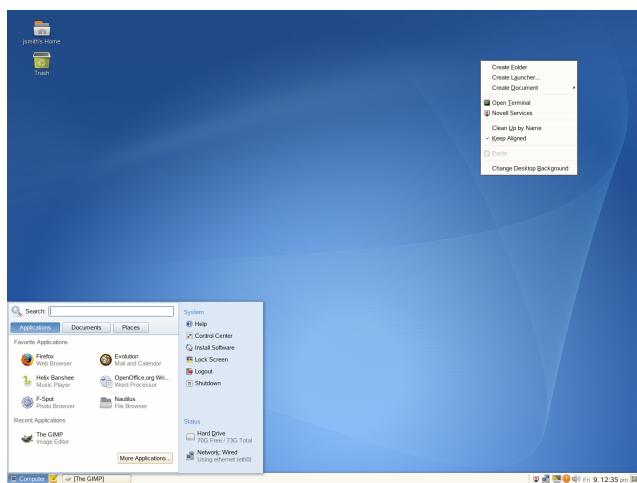 jsmith's Home
Trash
Create Folder
Create Launcher...
Create Document
Open Terminal
Novell Services
Clean Up by Name
Keep Aligned
Paste
Change Desktop Background
Search:
Applications
Documents
Places
Favorite Applications
Firefox
Web Browser
Evolution
Mail and Calendar
Helix Banshee
Music Player
OpenOffice.org Wri...
Word Processor
F-Spot
Photo Browser
Nautilus
File Browser
Recent Applications
The GIMP
Image Editor
More Applications...
System
Help
Control Center
Install Software
Lock Screen
Logout
Shutdown
Status
Hard Drive
70G Free / 73G Total
Network: Wired
Using ethernet (eth0)
Computer
[The GIMP]
Fri 9, 12:35 pm